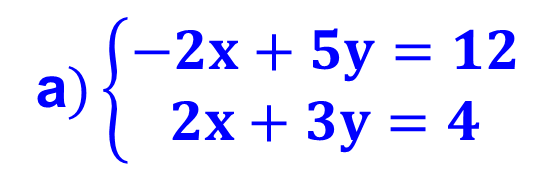 a) { −2x + 5y = 12
2x + 3y = 4